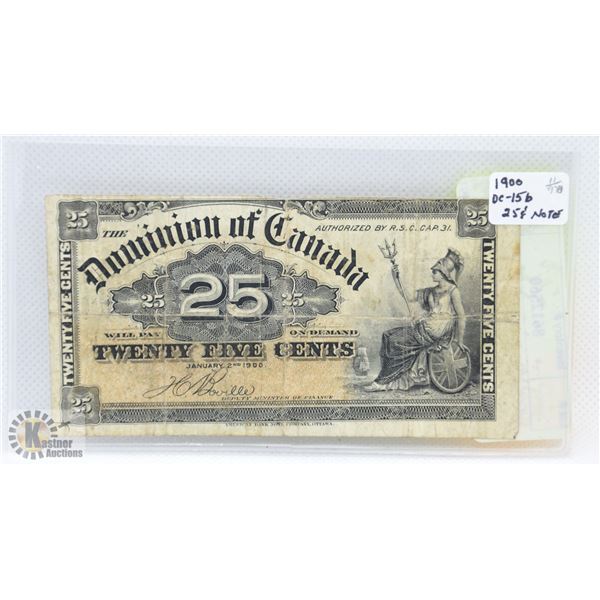 1900
DC-15b
25¢ NOTE
25
25
THE
Dominion of Canada
AUTHORIZED BY R.S.C. CAP. 31.
25
25
25
WILL PAY ON DEMAND
TWENTY FIVE CENTS
JANUARY 2ND 1900.
DEPUTY MINISTER OF FINANCE
TWENTY FIVE CENTS
TWENTY FIVE CENTS
25
25
AMERICAN BANK NOTE COMPANY, OTTAWA.
Kastner
Auctions